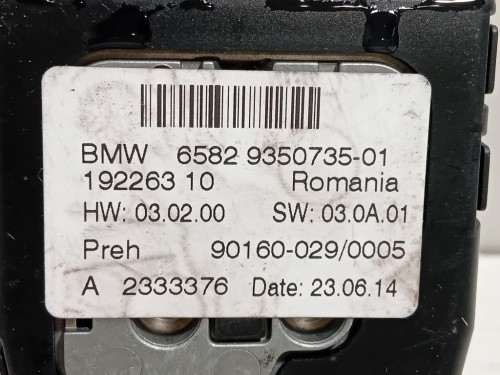 BMW 6582 9350735-01
192263 10 Romania
HW: 03.02.00 SW: 03.0A.01
Preh 90160-029/0005
A 2333376 Date: 23.06.14